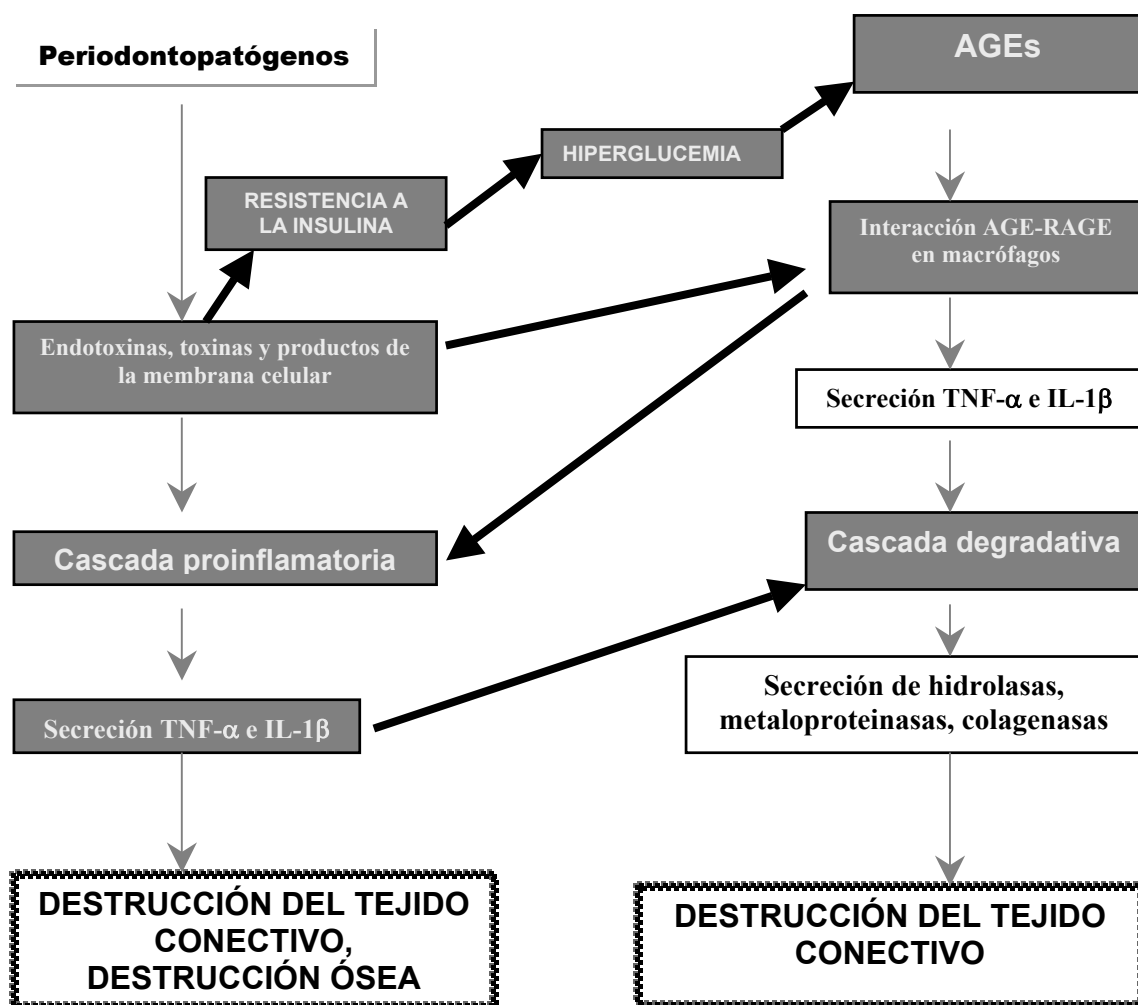 Periodontopatógenos
AGEs
HIPERGLUCEMIA
RESISTENCIA A
LA INSULINA
Interacción AGE-RAGE
en macrófagos
Endotoxinas, toxinas y productos de
la membrana celular
Secreción TNF-α e IL-1β
Cascada proinflamatoria
Cascada degradativa
Secreción de hidrolasas,
metaloproteinasas, colagenasas
Secreción TNF-α e IL-1β
DESTRUCCIÓN DEL TEJIDO
CONECTIVO,
DESTRUCCIÓN ÓSEA
DESTRUCCIÓN DEL TEJIDO
CONECTIVO